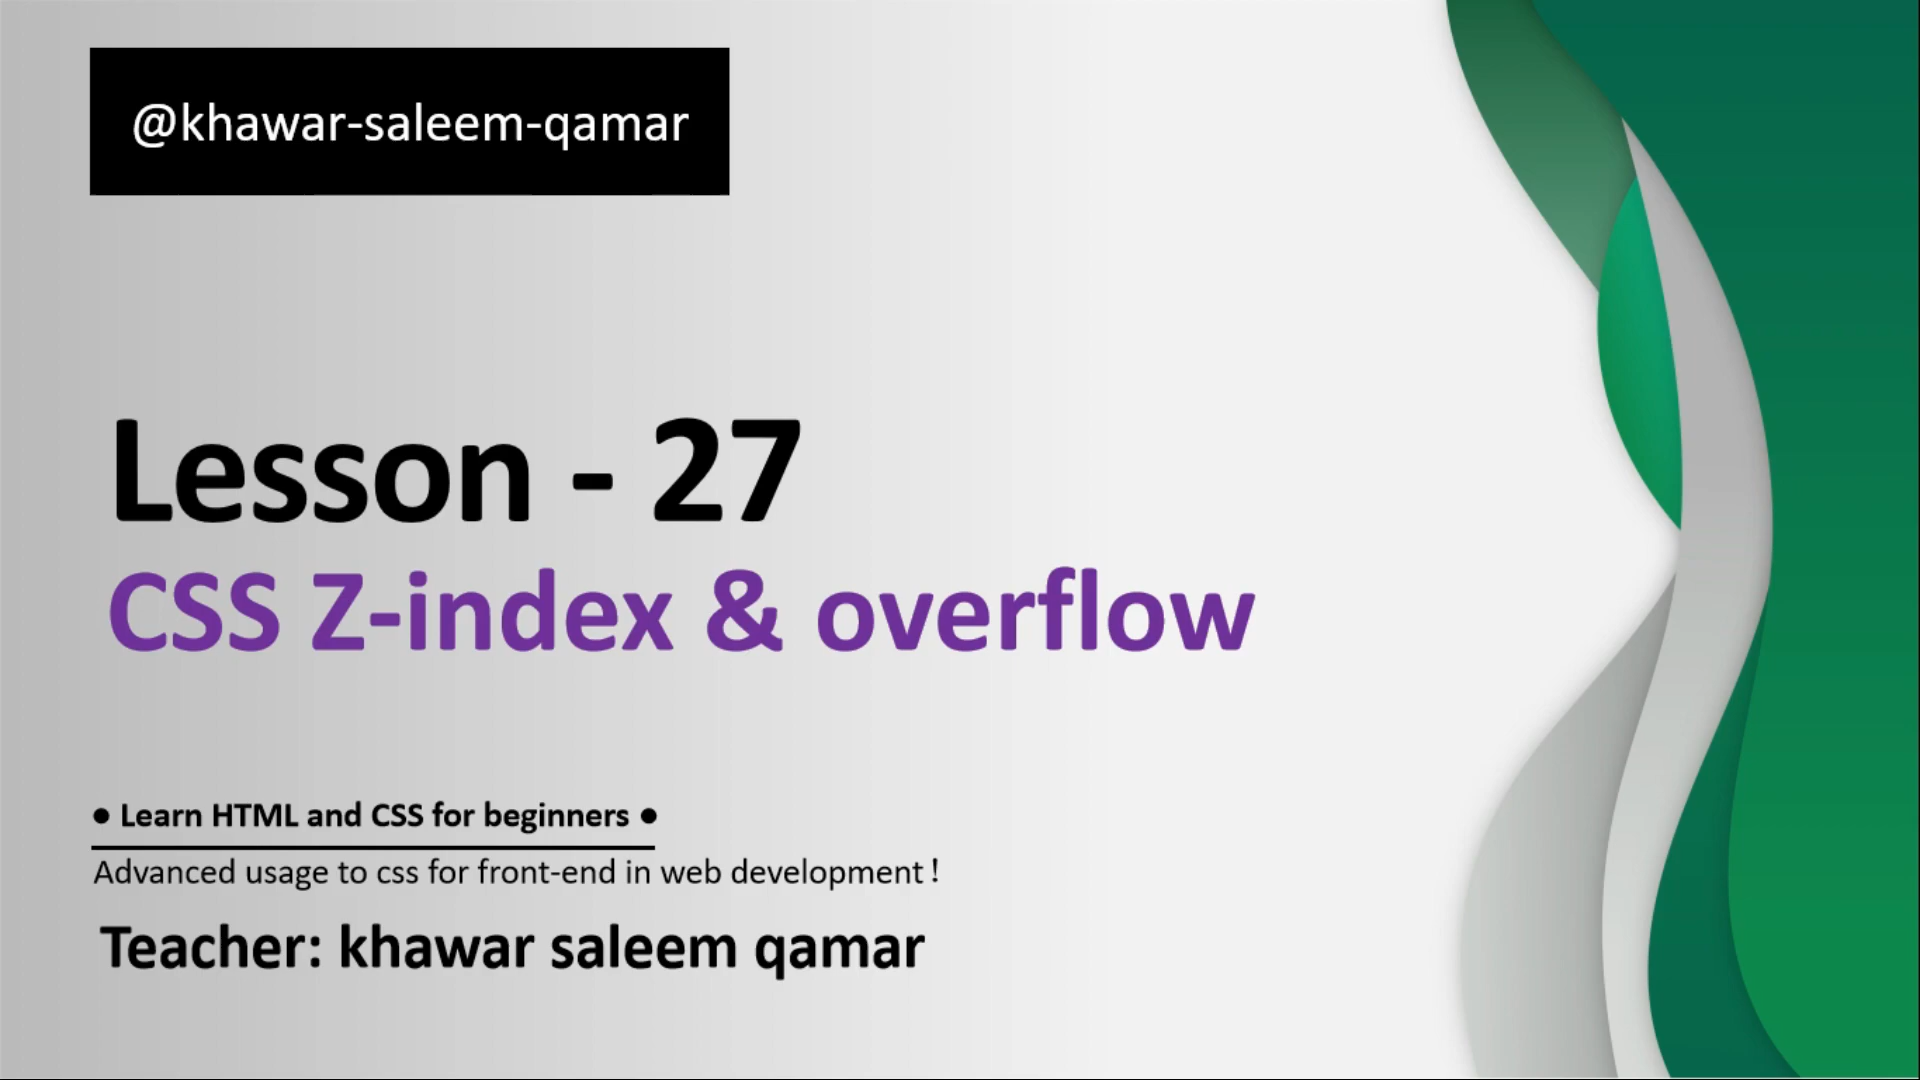 @khawar-saleem-qamar
Lesson - 27
CSS Z-index & overflow
● Learn HTML and CSS for beginners ●
Advanced usage to css for front-end in web development !
Teacher: khawar saleem qamar